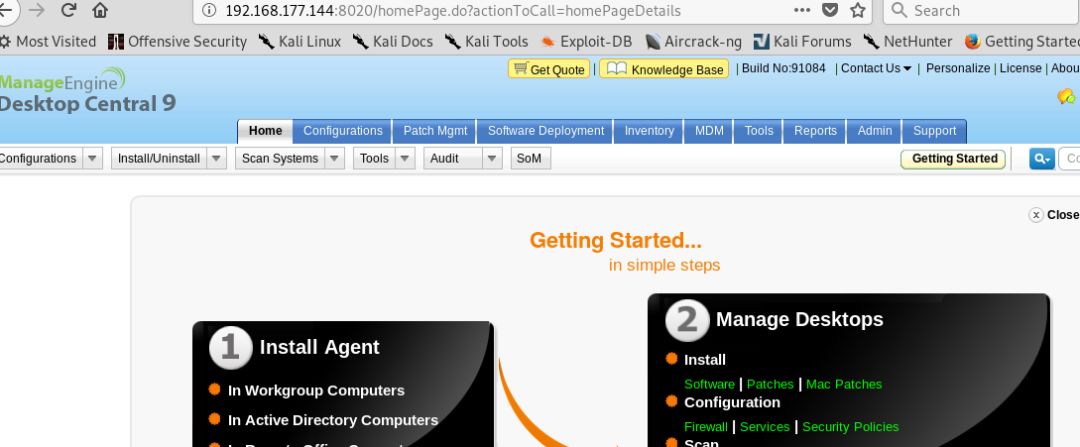 192.168.177.144:8020/homePage.do?actionToCall=homePageDetails
Search
Most Visited Offensive Security Kali Linux Kali Docs Kali Tools Exploit-DB Aircrack-ng Kali Forums NetHunter Getting Started
ManageEngine
Desktop Central 9
Get Quote | Knowledge Base | Build No:91084 | Contact Us | Personalize | License | Abou
Home Configurations Patch Mgmt Software Deployment Inventory MDM Tools Reports Admin Support
Configurations Install/Uninstall Scan Systems Tools Audit SoM Getting Started Co
x Close
Getting Started...
in simple steps
1 Install Agent
In Workgroup Computers
In Active Directory Computers
2 Manage Desktops
Install
Software | Patches | Mac Patches
Configuration
Firewall | Services | Security Policies
Scan